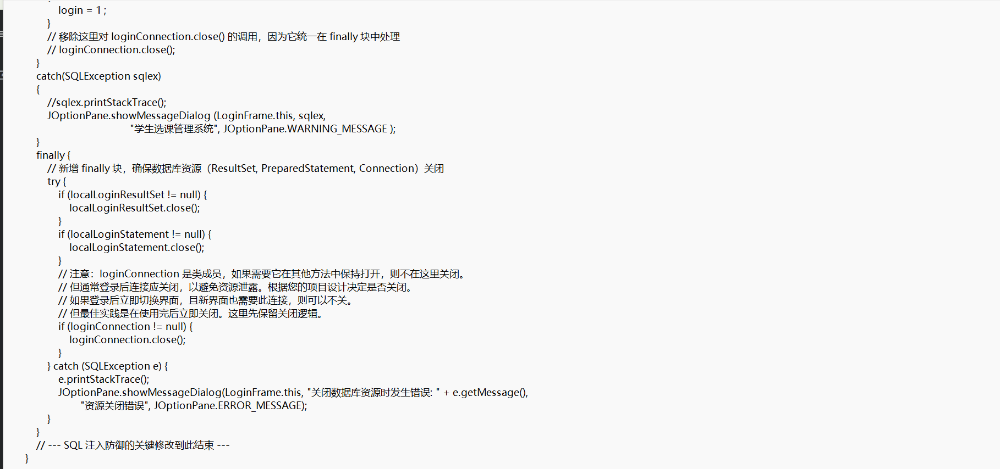 login = 1 ;
}
// 移除这里对 loginConnection.close() 的调用，因为它统一在 finally 块中处理
// loginConnection.close();
}
catch(SQLException sqlex)
{
//sqlex.printStackTrace();
JOptionPane.showMessageDialog (LoginFrame.this, sqlex,
"学生选课管理系统", JOptionPane.WARNING_MESSAGE );
}
finally {
// 新增 finally 块，确保数据库资源（ResultSet, PreparedStatement, Connection）关闭
try {
if (localLoginResultSet != null) {
localLoginResultSet.close();
}
if (localLoginStatement != null) {
localLoginStatement.close();
}
// 注意：loginConnection 是类成员，如果需要它在其他方法中保持打开，则不在这里关闭。
// 但通常登录后连接应关闭，以避免资源泄露。根据您的项目设计决定是否关闭。
// 如果登录后立即切换界面，且新界面也需要此连接，则可以不关。
// 但最佳实践是在使用完后立即关闭。这里先保留关闭逻辑。
if (loginConnection != null) {
loginConnection.close();
}
} catch (SQLException e) {
e.printStackTrace();
JOptionPane.showMessageDialog(LoginFrame.this, "关闭数据库资源时发生错误: " + e.getMessage(),
"资源关闭错误", JOptionPane.ERROR_MESSAGE);
}
}
// --- SQL 注入防御的关键修改到此结束 ---
}